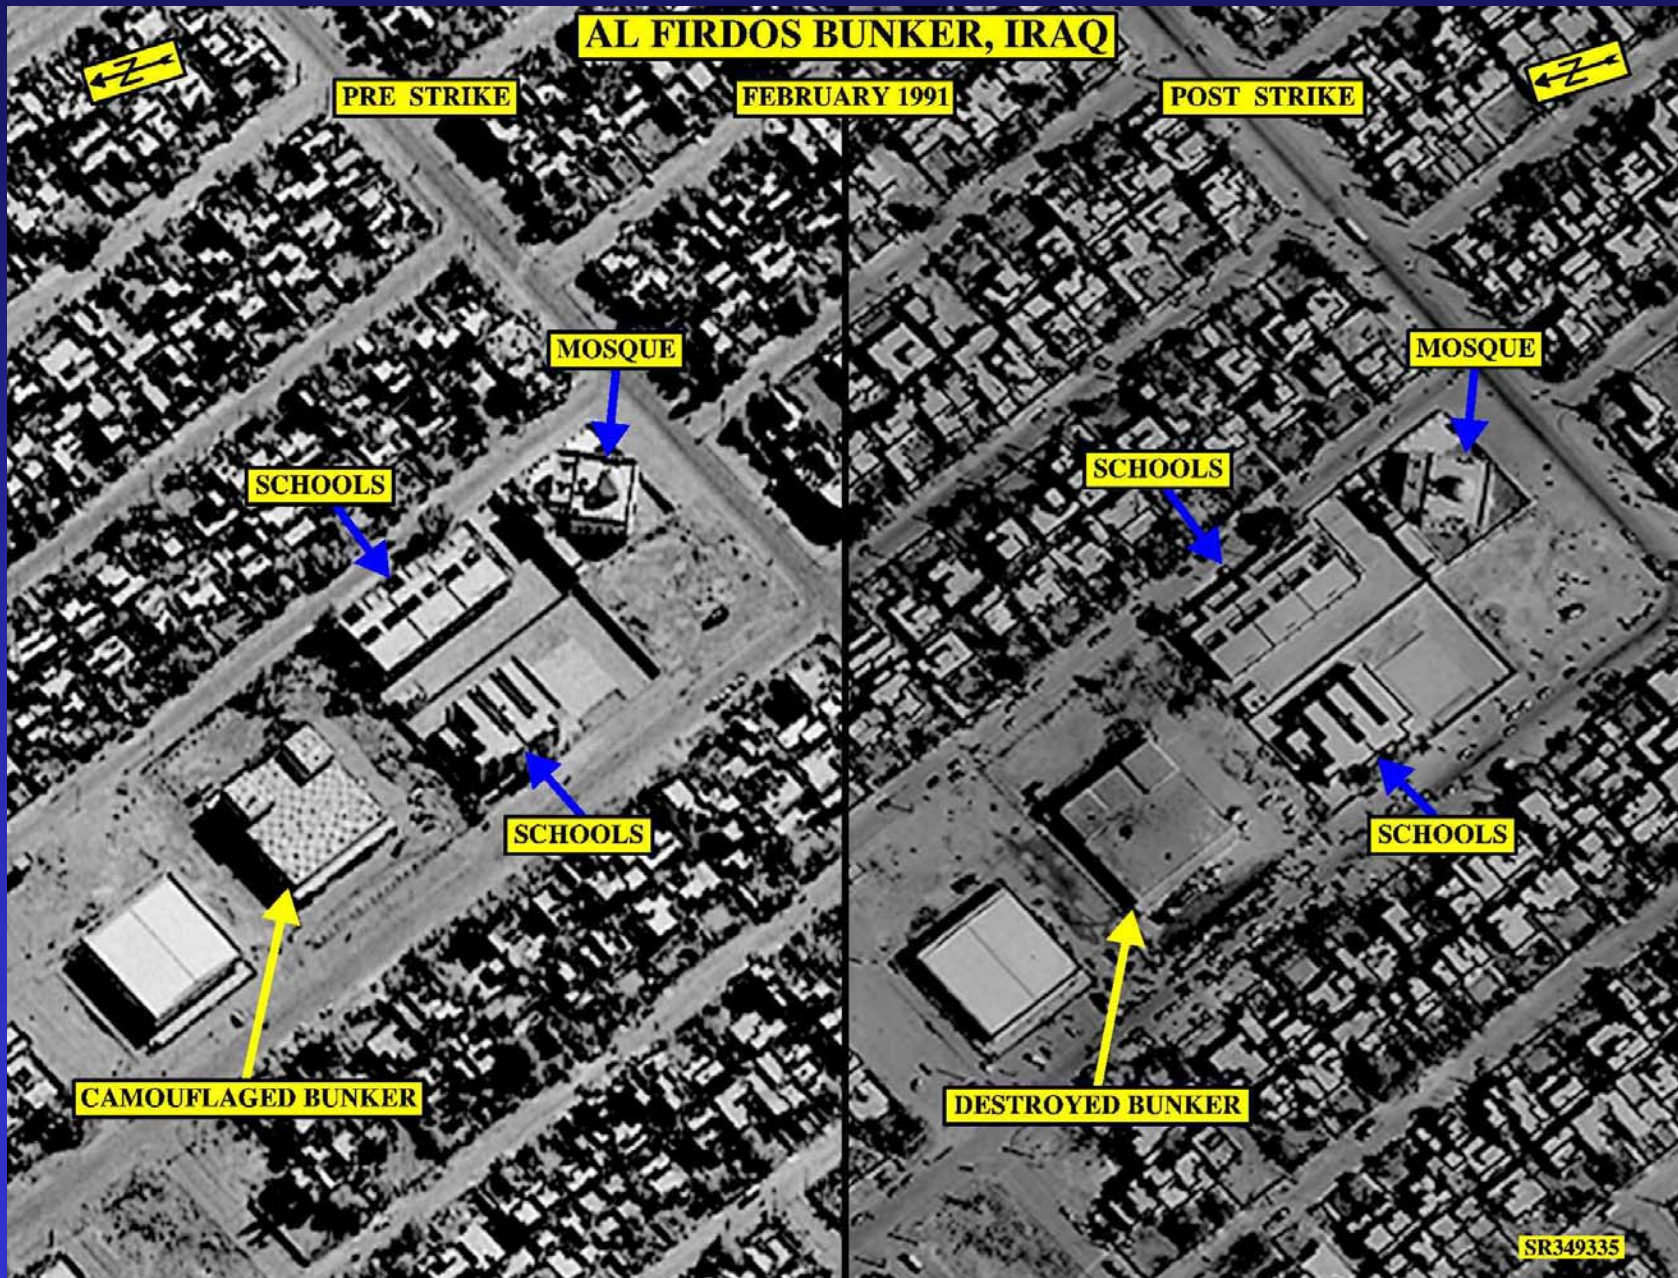 AL FIRDOS BUNKER, IRAQ
N
PRE STRIKE
FEBRUARY 1991
POST STRIKE
N
MOSQUE
MOSQUE
SCHOOLS
SCHOOLS
SCHOOLS
SCHOOLS
CAMOUFLAGED BUNKER
DESTROYED BUNKER
SR349335